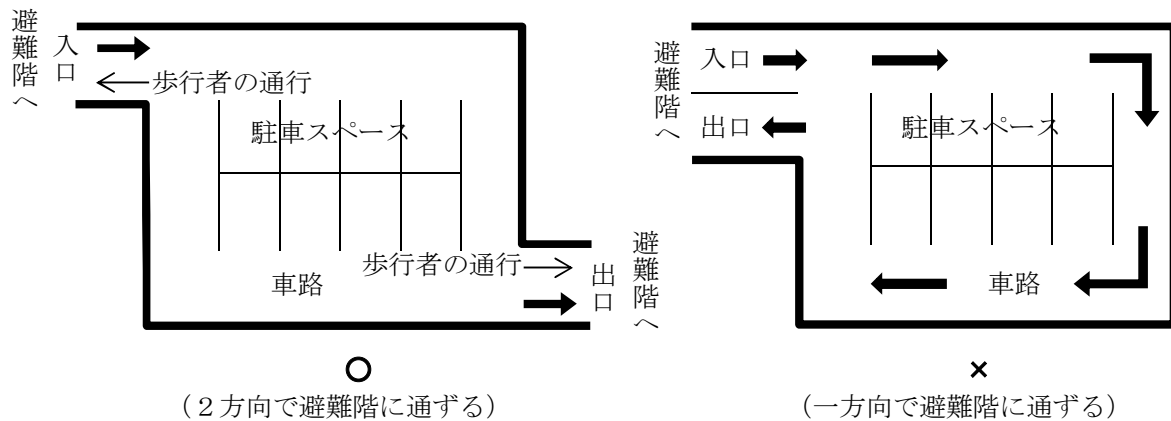 避難階へ
入口
歩行者の通行
駐車スペース
歩行者の通行
車路
出口
避難階へ
○
（２方向で避難階に通ずる）
避難階へ
入口
出口
駐車スペース
車路
×
（一方向で避難階に通ずる）